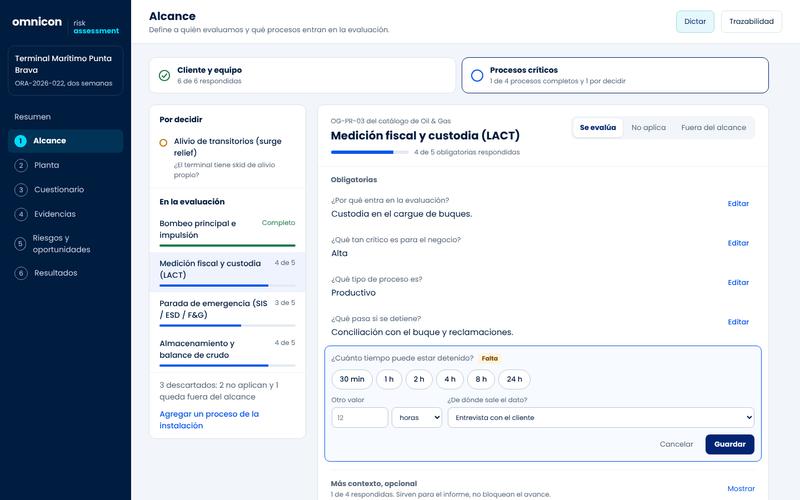 omnicon risk assessment
Terminal Marítimo Punta
Brava
ORA-2026-022, dos semanas
Resumen
1 Alcance
2 Planta
3 Cuestionario
4 Evidencias
5 Riesgos y
oportunidades
6 Resultados
Alcance
Define a quién evaluamos y qué procesos entran en la evaluación.
Dictar
Trazabilidad
Cliente y equipo
6 de 6 respondidas
Procesos críticos
1 de 4 procesos completos y 1 por decidir
Por decidir
Alivio de transitorios (surge
relief)
¿El terminal tiene skid de alivio
propio?
En la evaluación
Bombeo principal e
impulsión
Completo
Medición fiscal y custodia
(LACT)
4 de 5
Parada de emergencia (SIS
/ ESD / F&G)
3 de 5
Almacenamiento y
balance de crudo
4 de 5
3 descartados: 2 no aplican y 1
queda fuera del alcance
Agregar un proceso de la
instalación
OG-PR-03 del catálogo de Oil & Gas
Medición fiscal y custodia (LACT)
4 de 5 obligatorias respondidas
Se evalúa
No aplica
Fuera del alcance
Obligatorias
¿Por qué entra en la evaluación?
Custodia en el cargue de buques.
Editar
¿Qué tan crítico es para el negocio?
Alta
Editar
¿Qué tipo de proceso es?
Productivo
Editar
¿Qué pasa si se detiene?
Conciliación con el buque y reclamaciones.
Editar
¿Cuánto tiempo puede estar detenido? Falta
30 min 1 h 2 h 4 h 8 h 24 h
Otro valor
¿De dónde sale el dato?
12
horas
Entrevista con el cliente
Cancelar
Guardar
Más contexto, opcional
1 de 4 respondidas. Sirven para el informe, no bloquean el avance.
Mostrar